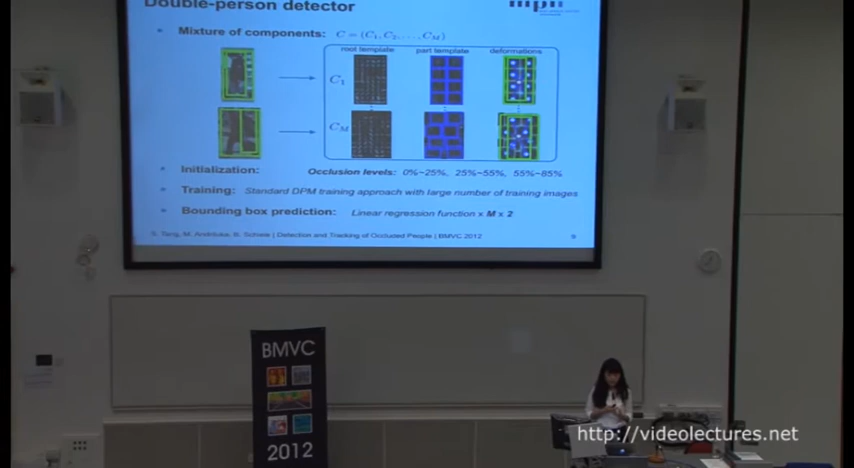 Double-person detector
Mixture of components: C = (C₁, C₂, . . . , C_M)
root template part template deformations
C₁
C_M
Initialization: Occlusion levels: 0%~25%, 25%~55%, 55%~85%
Training: Standard DPM training approach with large number of training images
Bounding box prediction: Linear regression function x M x 2
S. Tang, M. Andriluka, B. Schiele | Detection and Tracking of Occluded People | BMVC 2012
BMVC
2012
http://videolectures.net